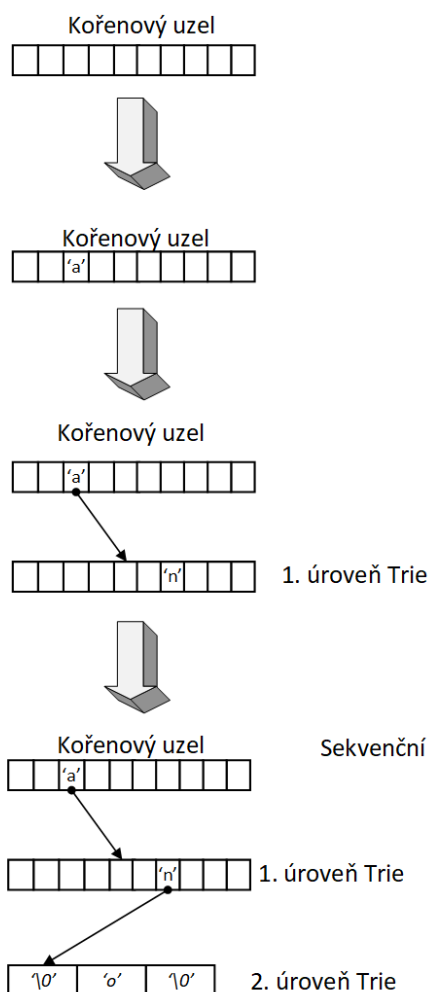 Kořenový uzel
Kořenový uzel
'a'
Kořenový uzel
'a'
'n' 1. úroveň Trie
Kořenový uzel Sekvenční
'a'
'n' 1. úroveň Trie
'\0' 'o' '\0' 2. úroveň Trie